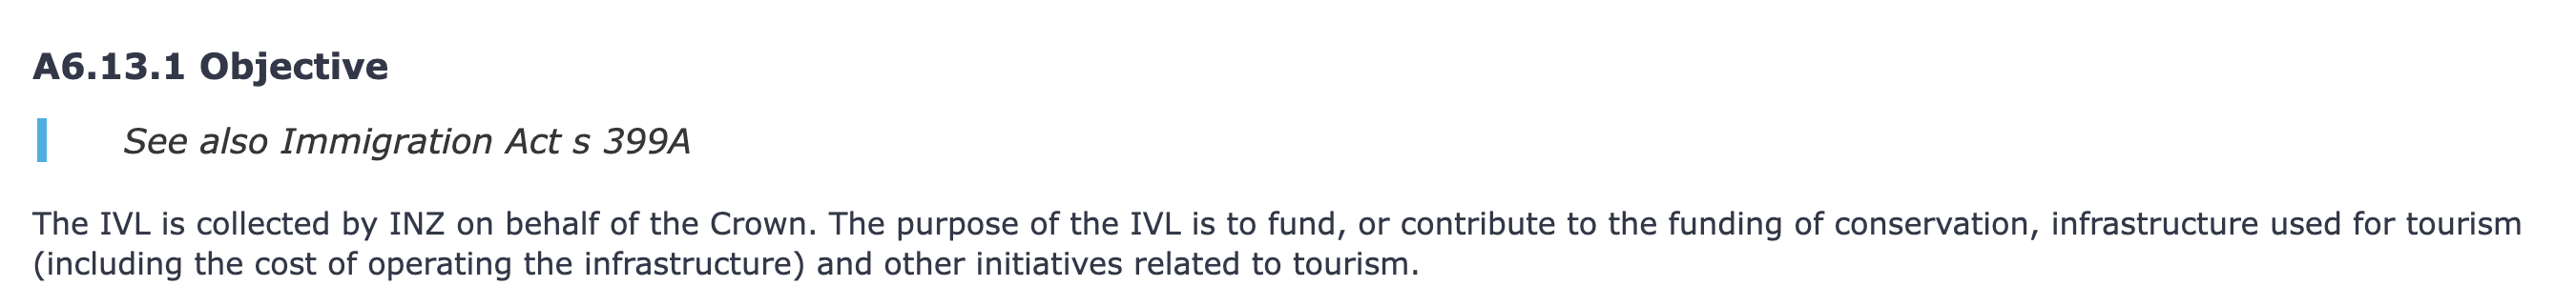 A6.13.1 Objective
See also Immigration Act s 399A
The IVL is collected by INZ on behalf of the Crown. The purpose of the IVL is to fund, or contribute to the funding of conservation, infrastructure used for tourism
(including the cost of operating the infrastructure) and other initiatives related to tourism.